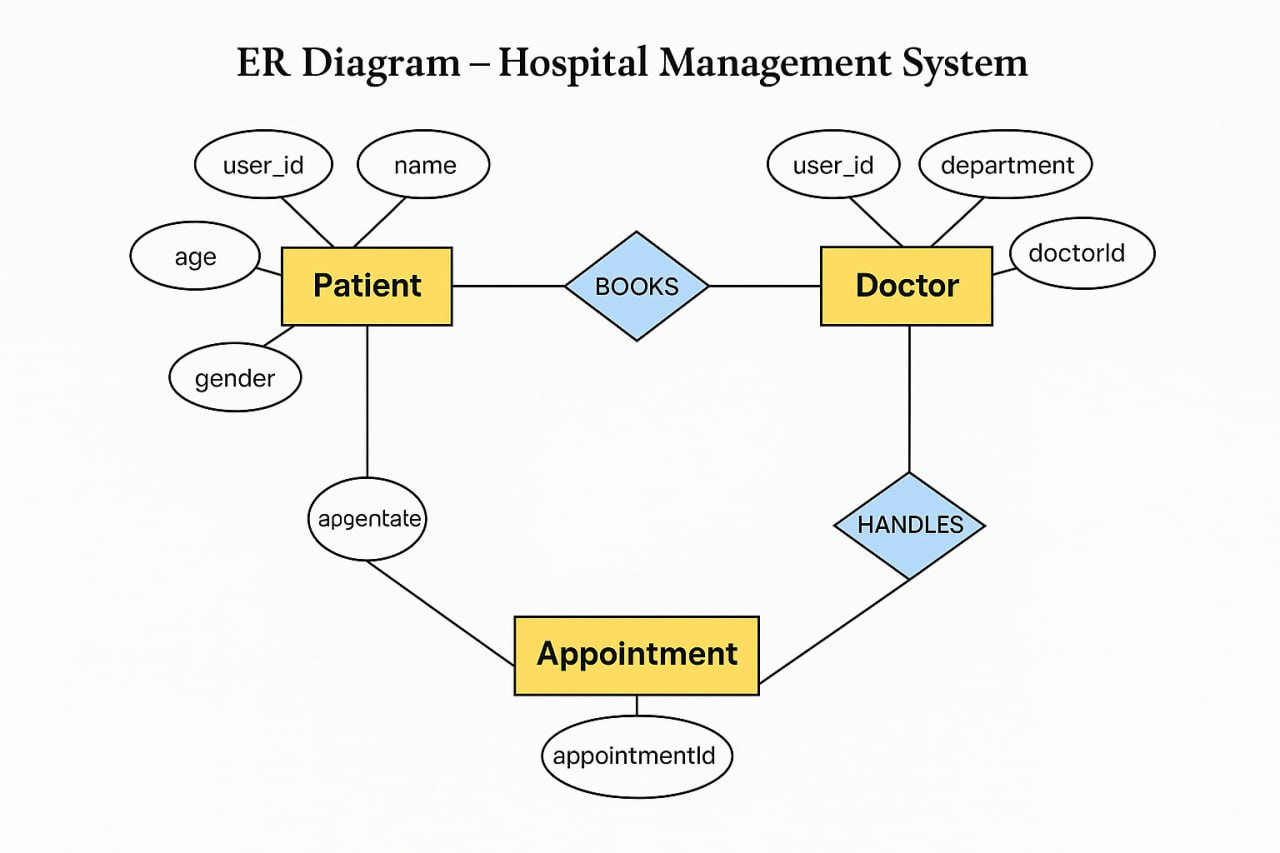 ER Diagram – Hospital Management System
user_id
name
user_id
department
age
Patient
BOOKS
Doctor
doctorId
gender
apgentate
HANDLES
Appointment
appointmentId